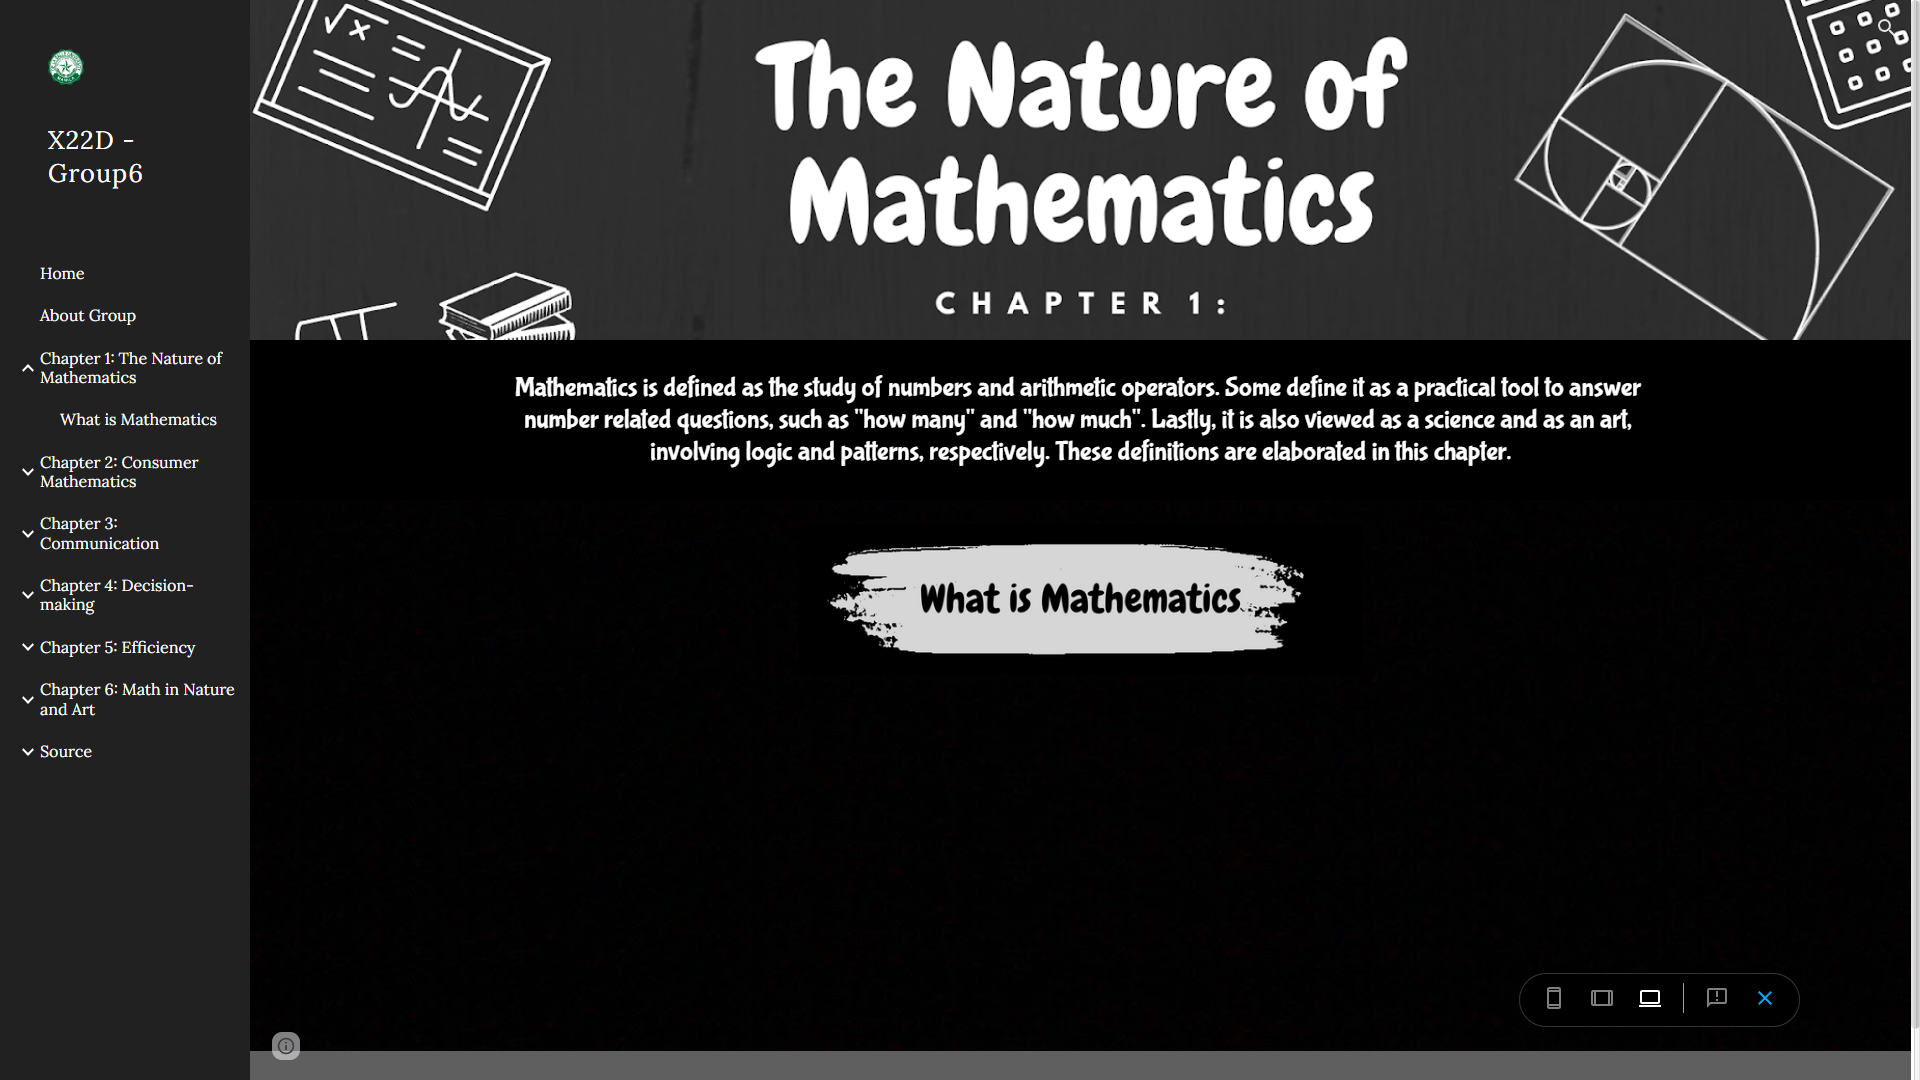 X22D -
Group6
Home
About Group
Chapter 1: The Nature of
Mathematics
What is Mathematics
Chapter 2: Consumer
Mathematics
Chapter 3:
Communication
Chapter 4: Decision-
making
Chapter 5: Efficiency
Chapter 6: Math in Nature
and Art
Source
The Nature of
Mathematics
CHAPTER 1:
Mathematics is defined as the study of numbers and arithmetic operators. Some define it as a practical tool to answer
number related questions, such as "how many" and "how much". Lastly, it is also viewed as a science and as an art,
involving logic and patterns, respectively. These definitions are elaborated in this chapter.
What is Mathematics